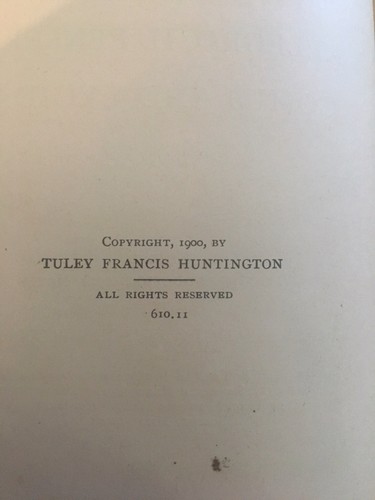 COPYRIGHT, 1900, BY
TULEY FRANCIS HUNTINGTON
ALL RIGHTS RESERVED
610.11